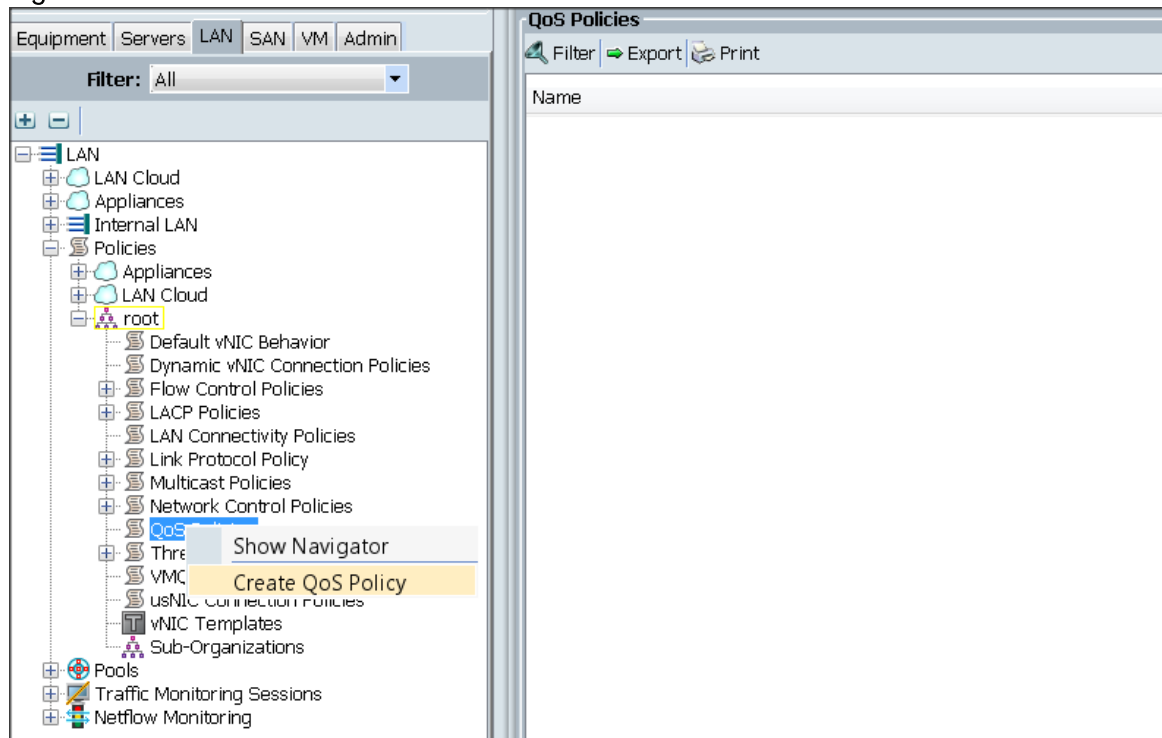 Equipment Servers LAN SAN VM Admin
Filter: All
LAN
LAN Cloud
Appliances
Internal LAN
Policies
Appliances
LAN Cloud
root
Default vNIC Behavior
Dynamic vNIC Connection Policies
Flow Control Policies
LACP Policies
LAN Connectivity Policies
Link Protocol Policy
Multicast Policies
Network Control Policies
QoS
Show Navigator
Create QoS Policy
usNIC Connection Policies
vNIC Templates
Sub-Organizations
Pools
Traffic Monitoring Sessions
Netflow Monitoring
QoS Policies
Filter Export Print
Name